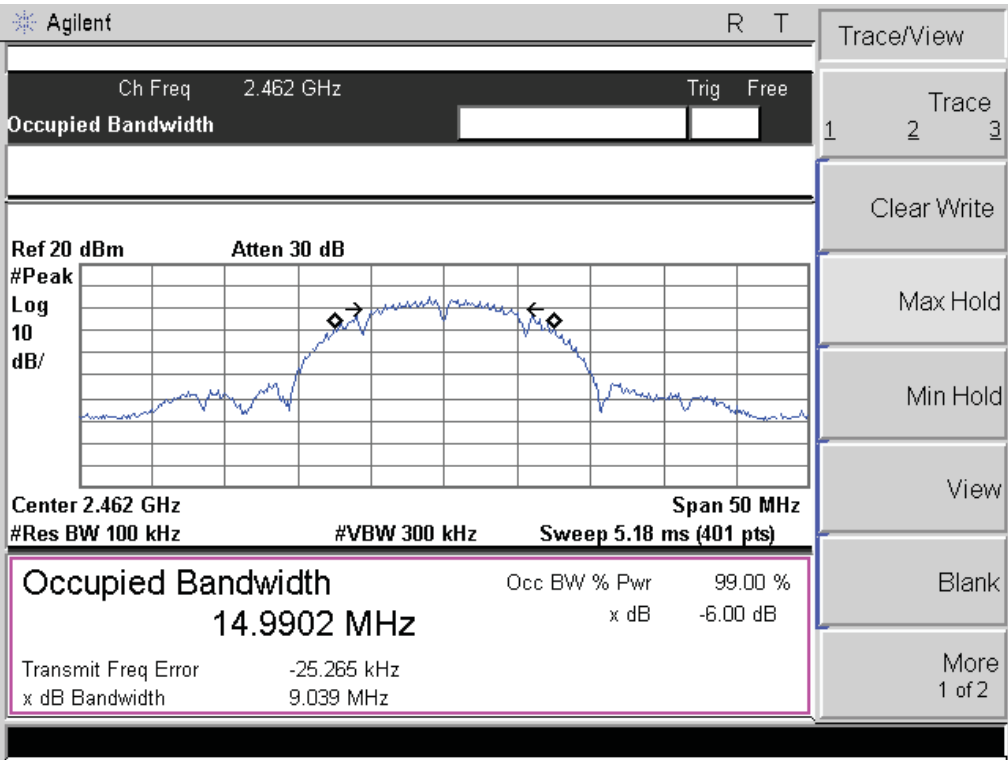 Agilent R T
Ch Freq 2.462 GHz Trig Free
Occupied Bandwidth
Ref 20 dBm Atten 30 dB
#Peak
Log
10
dB/
Center 2.462 GHz Span 50 MHz
#Res BW 100 kHz #VBW 300 kHz Sweep 5.18 ms (401 pts)
Occupied Bandwidth Occ BW % Pwr 99.00 %
14.9902 MHz x dB -6.00 dB
Transmit Freq Error -25.265 kHz
x dB Bandwidth 9.039 MHz
Trace/View
Trace
1 2 3
Clear Write
Max Hold
Min Hold
View
Blank
More
1 of 2